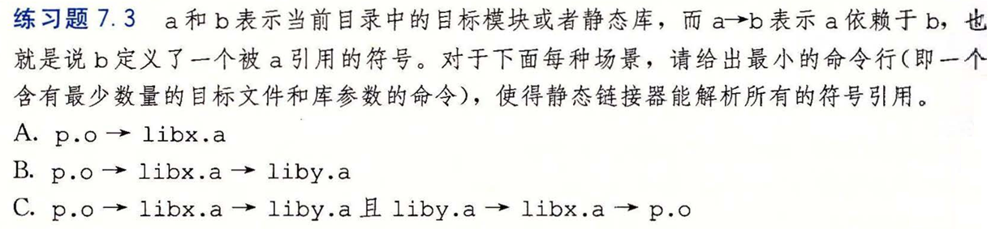 练习题 7.3 a 和 b 表示当前目录中的目标模块或者静态库，而 a→b 表示 a 依赖于 b，也
就是说 b 定义了一个被 a 引用的符号。对于下面每种场景，请给出最小的命令行(即一个
含有最少数量的目标文件和库参数的命令)，使得静态链接器能解析所有的符号引用。
A. p.o → libx.a
B. p.o → libx.a → liby.a
C. p.o → libx.a → liby.a 且 liby.a → libx.a → p.o